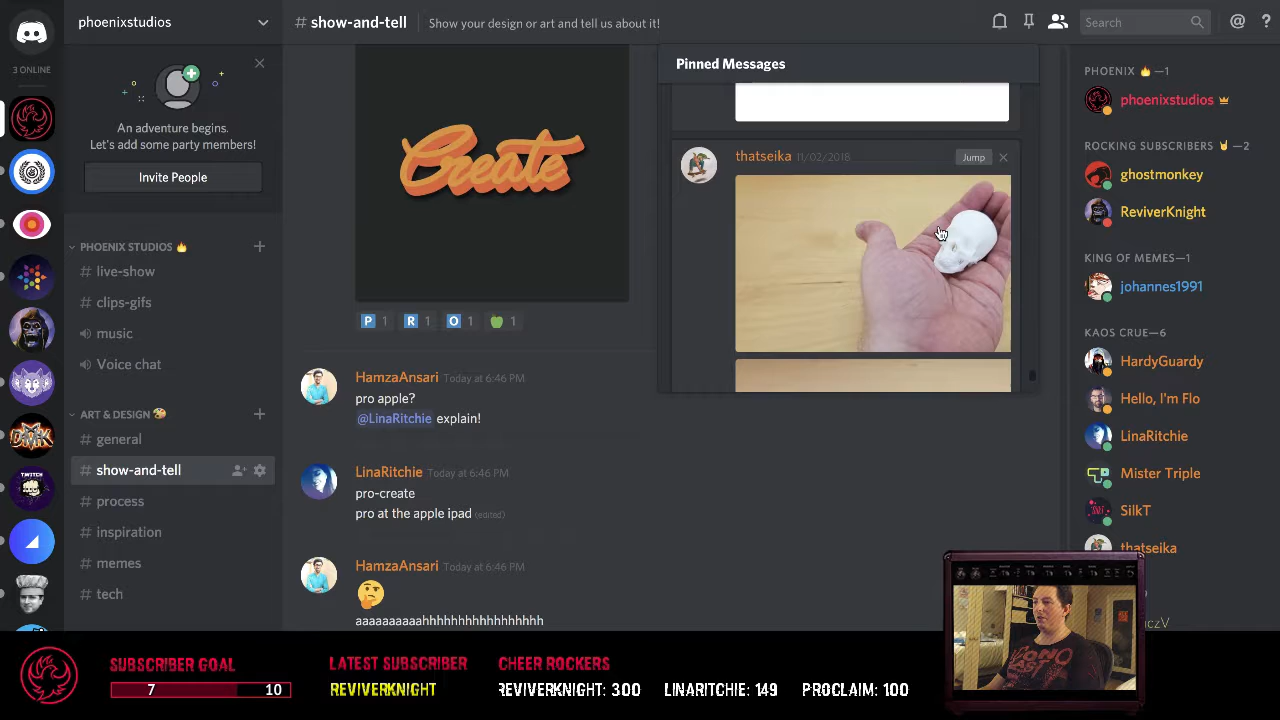 phoenixstudios
# show-and-tell
Show your design or art and tell us about it!
Search
@
?
3 ONLINE
An adventure begins.
Let's add some party members!
Invite People
PHOENIX STUDIOS 🔥
# live-show
# clips-gifs
music
Voice chat
ART & DESIGN 🎨
# general
# show-and-tell
# process
# inspiration
# memes
# tech
Create
P 1 R 1 O 1 🍏 1
HamzaAnsari Today at 6:46 PM
pro apple?
@LinaRitchie explain!
LinaRitchie Today at 6:46 PM
pro-create
pro at the apple ipad (edited)
HamzaAnsari Today at 6:46 PM
🤔
aaaaaaaaaahhhhhhhhhhhhhhhhhh
Pinned Messages
thatseika 11/02/2018
Jump
PHOENIX 🔥—1
phoenixstudios
ROCKING SUBSCRIBERS 🤘—2
ghostmonkey
ReviverKnight
KING OF MEMES—1
johannes1991
KAOS CRUE—6
HardyGuardy
Hello, I'm Flo
LinaRitchie
Mister Triple
SilkT
thatseika
SUBSCRIBER GOAL
7 10
LATEST SUBSCRIBER
REVIVERKNIGHT
CHEER ROCKERS
REVIVERKNIGHT: 300 LINARITCHIE: 149 PROCLAIM: 100